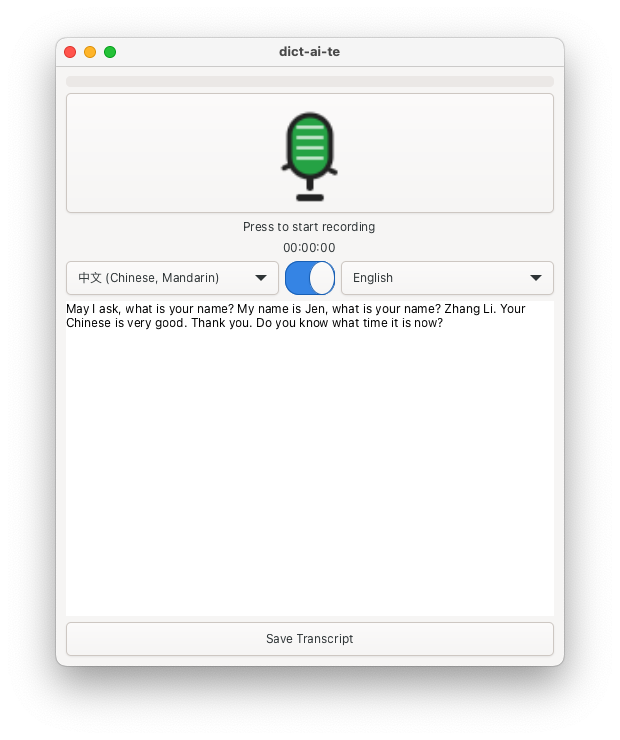 dict-ai-te
Press to start recording
00:00:00
中文 (Chinese, Mandarin)
English
May I ask, what is your name? My name is Jen, what is your name? Zhang Li. Your
Chinese is very good. Thank you. Do you know what time it is now?
Save Transcript